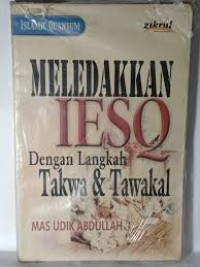 ISLAMIC QUANTUM
zikrul
MELEDAKKAN
IESQ
Dengan Langkah
Takwa & Tawakal
MAS UDIK ABDULLAH